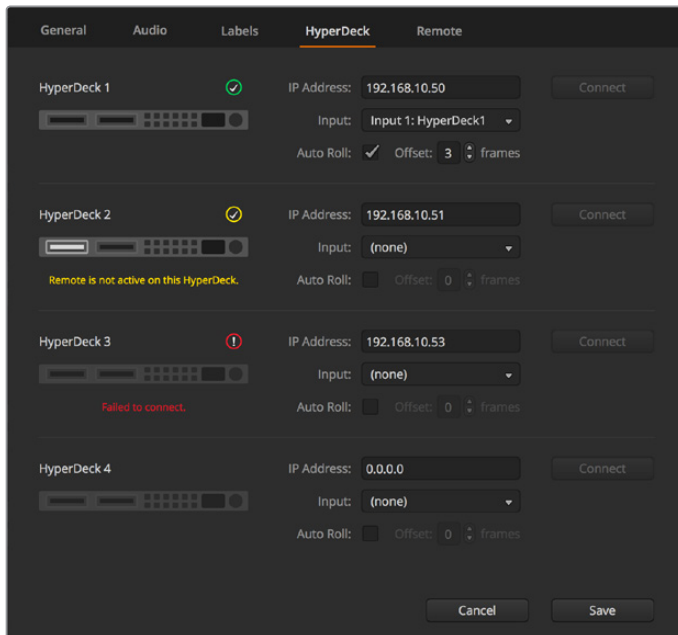 General Audio Labels HyperDeck Remote
HyperDeck 1 IP Address: 192.168.10.50 Connect
Input: Input 1: HyperDeck1
Auto Roll: Offset: 3 frames
HyperDeck 2 IP Address: 192.168.10.51 Connect
Input: (none)
Remote is not active on this HyperDeck. Auto Roll: Offset: 0 frames
HyperDeck 3 IP Address: 192.168.10.53 Connect
Input: (none)
Failed to connect. Auto Roll: Offset: 0 frames
HyperDeck 4 IP Address: 0.0.0.0 Connect
Input: (none)
Auto Roll: Offset: 0 frames
Cancel Save